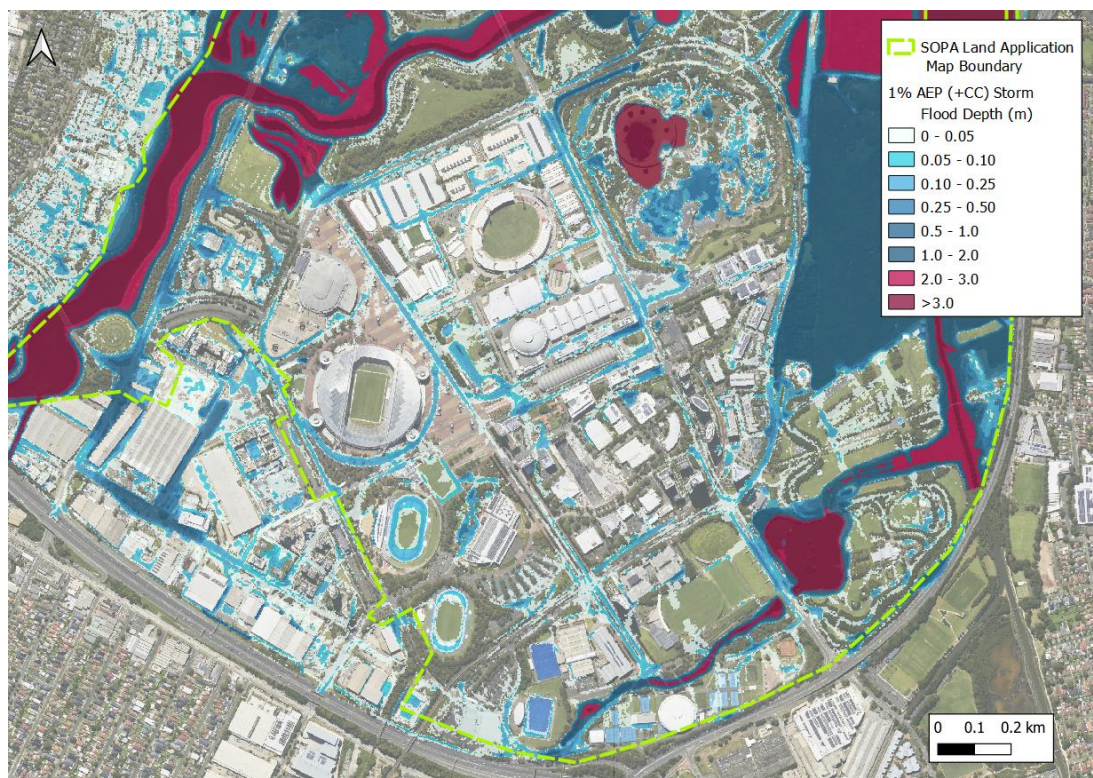 SOPA Land Application
Map Boundary
1% AEP (+CC) Storm
Flood Depth (m)
0 - 0.05
0.05 - 0.10
0.10 - 0.25
0.25 - 0.50
0.5 - 1.0
1.0 - 2.0
2.0 - 3.0
>3.0
0 0.1 0.2 km